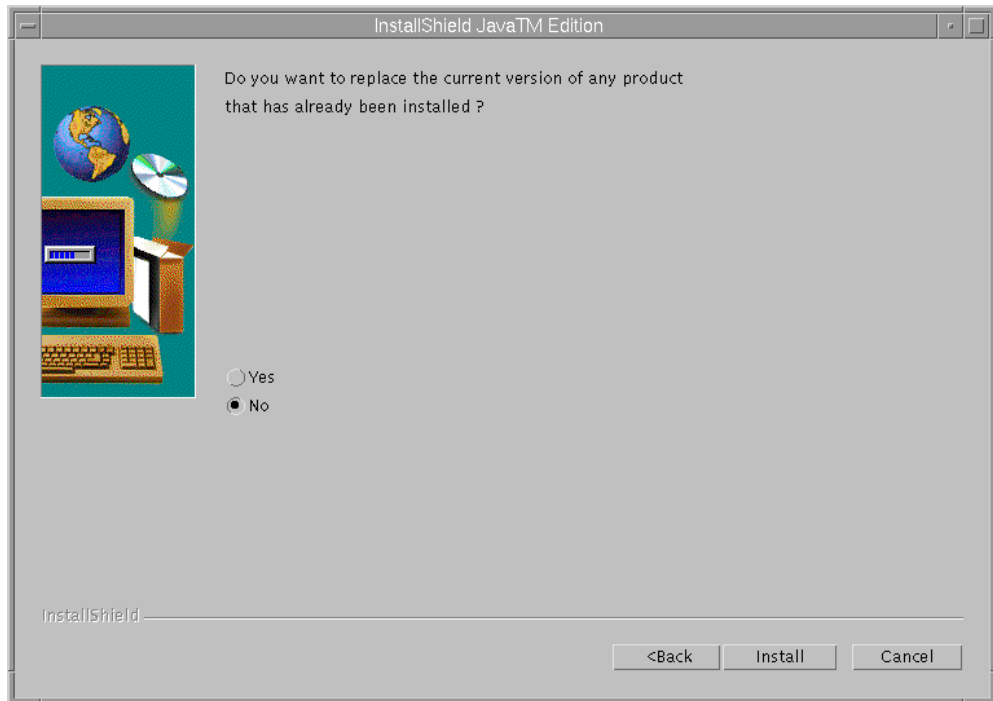 InstallShield JavaTM Edition
Do you want to replace the current version of any product
that has already been installed ?
Yes
No
InstallShield
<Back
Install
Cancel